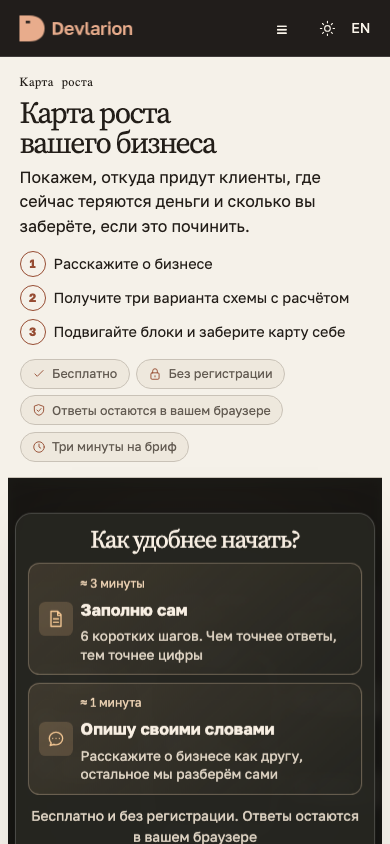 Devlarion
EN
Карта роста
Карта роста
вашего бизнеса
Покажем, откуда придут клиенты, где
сейчас теряются деньги и сколько вы
заберёте, если это починить.
1 Расскажите о бизнесе
2 Получите три варианта схемы с расчётом
3 Подвигайте блоки и заберите карту себе
Бесплатно
Без регистрации
Ответы остаются в вашем браузере
Три минуты на бриф
Как удобнее начать?
≈ 3 минуты
Заполню сам
6 коротких шагов. Чем точнее ответы,
тем точнее цифры
≈ 1 минута
Опишу своими словами
Расскажите о бизнесе как другу,
остальное мы разберём сами
Бесплатно и без регистрации. Ответы остаются
в вашем браузере